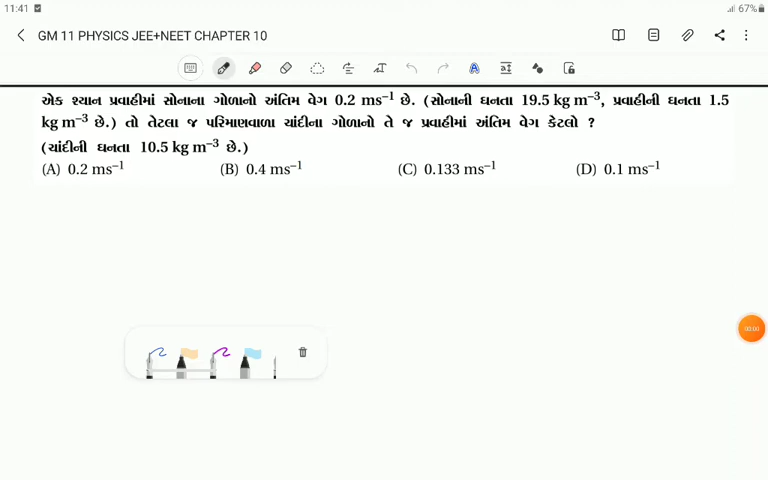 11:41
67%
GM 11 PHYSICS JEE+NEET CHAPTER 10
એક શ્યાન પ્રવાહીમાં સોનાના ગોળાનો અંતિમ વેગ 0.2 ms⁻¹ છે. (સોનાની ઘનતા 19.5 kg m⁻³, પ્રવાહીની ઘનતા 1.5
kg m⁻³ છે.) તો તેટલા જ પરિમાણવાળા ચાંદીના ગોળાનો તે જ પ્રવાહીમાં અંતિમ વેગ કેટલો ?
(ચાંદીની ઘનતા 10.5 kg m⁻³ છે.)
(A) 0.2 ms⁻¹ (B) 0.4 ms⁻¹ (C) 0.133 ms⁻¹ (D) 0.1 ms⁻¹
00:00